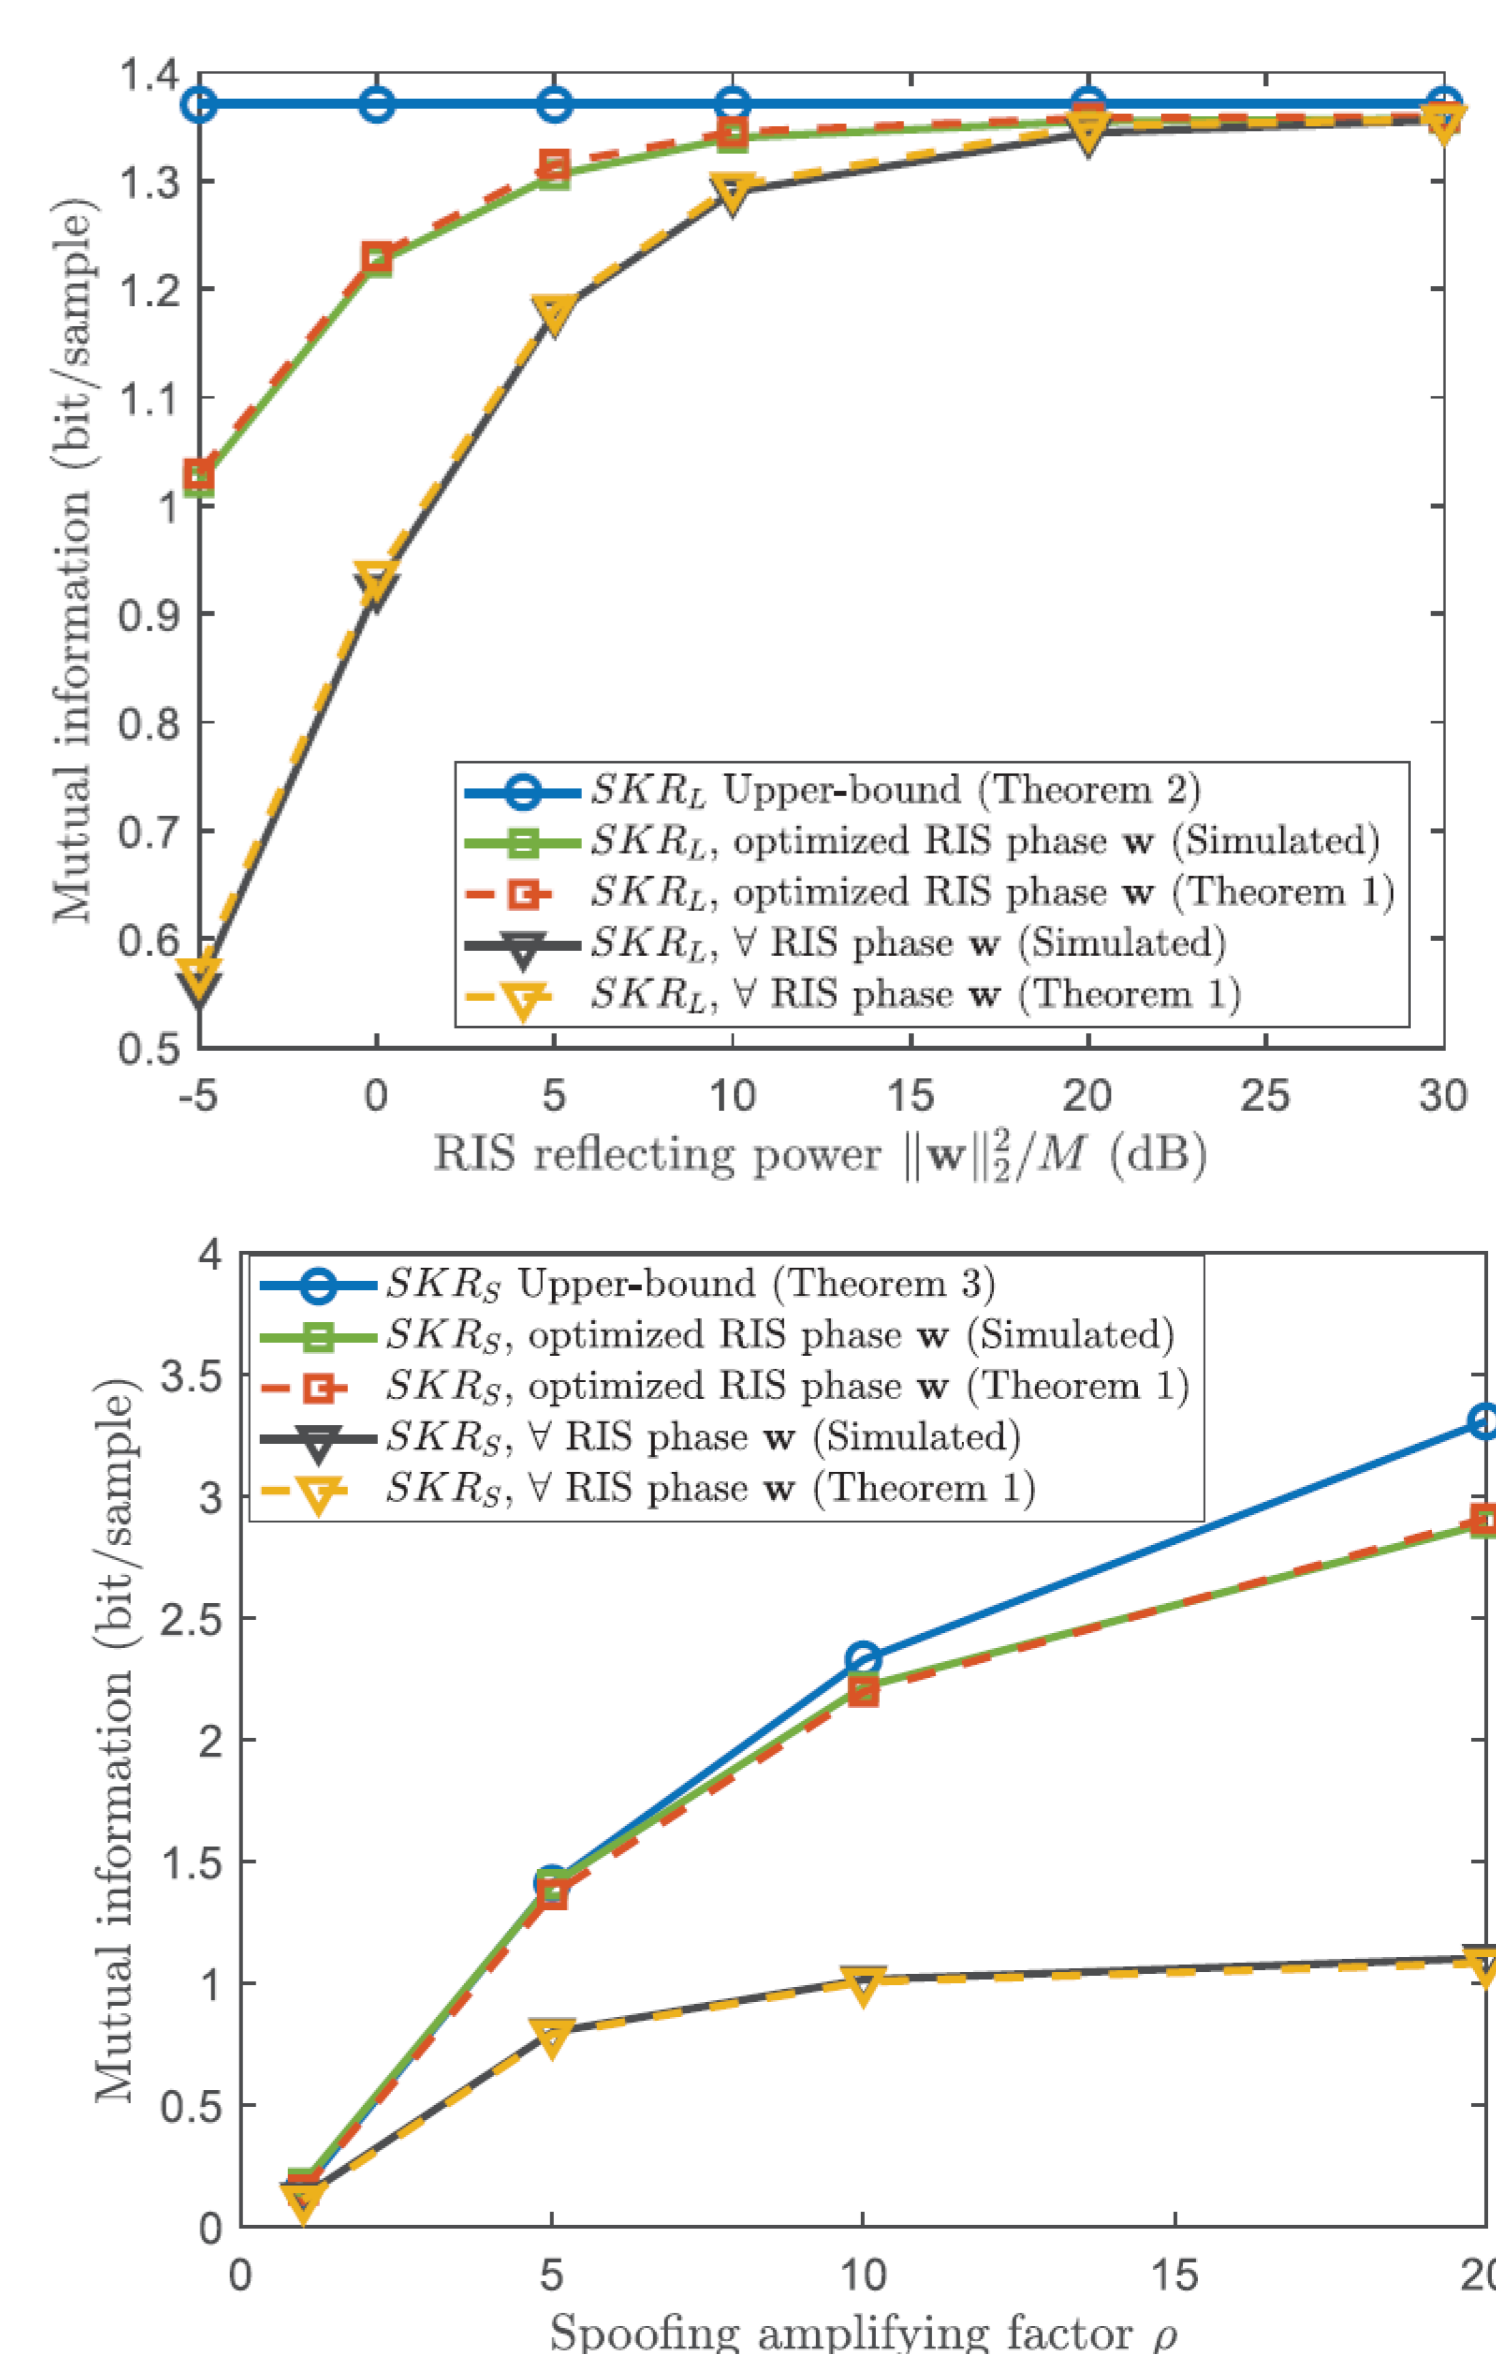 1.4
1.3
1.2
1.1
1
0.9
0.8
0.7
0.6
0.5
Mutual information (bit/sample)
SKR_L Upper-bound (Theorem 2)
SKR_L, optimized RIS phase w (Simulated)
SKR_L, optimized RIS phase w (Theorem 1)
SKR_L, ∀ RIS phase w (Simulated)
SKR_L, ∀ RIS phase w (Theorem 1)
-5 0 5 10 15 20 25 30
RIS reflecting power ‖w‖₂²/M (dB)
4
3.5
3
2.5
2
1.5
1
0.5
0
Mutual information (bit/sample)
SKR_S Upper-bound (Theorem 3)
SKR_S, optimized RIS phase w (Simulated)
SKR_S, optimized RIS phase w (Theorem 1)
SKR_S, ∀ RIS phase w (Simulated)
SKR_S, ∀ RIS phase w (Theorem 1)
0 5 10 15 20
Spoofing amplifying factor ρ